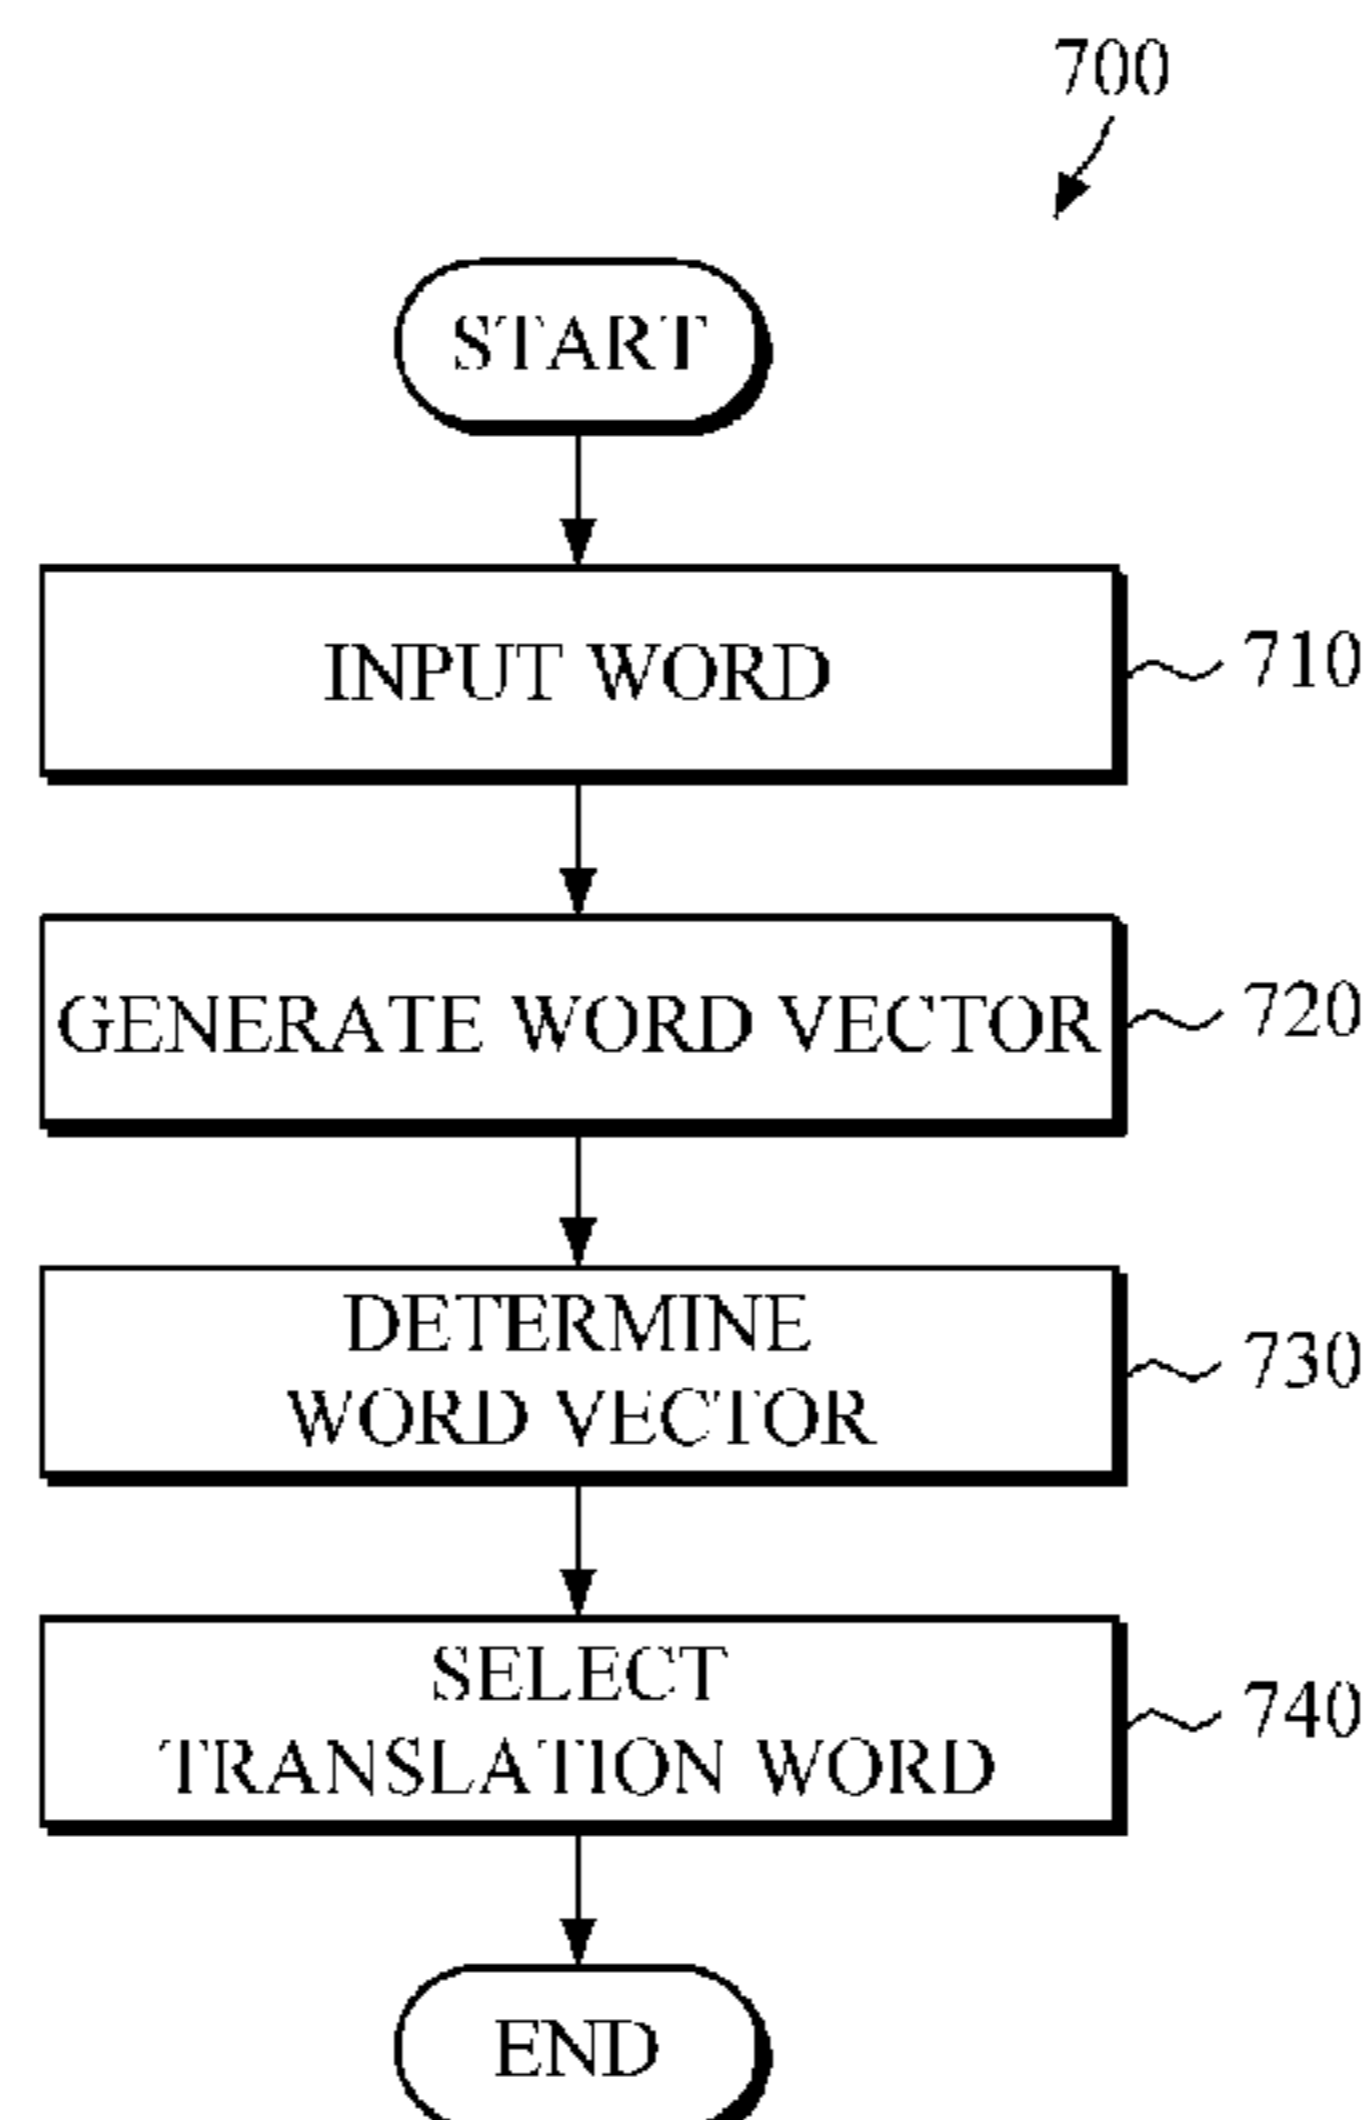 700
START
INPUT WORD
710
GENERATE WORD VECTOR
720
DETERMINE
WORD VECTOR
730
SELECT
TRANSLATION WORD
740
END